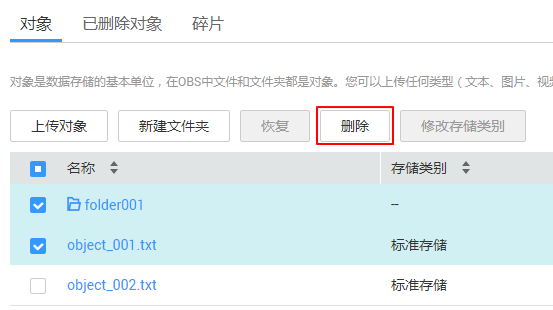 对象 已删除对象 碎片
对象是数据存储的基本单位，在OBS中文件和文件夹都是对象。您可以上传任何类型（文本、图片、视频
上传对象 新建文件夹 恢复 删除 修改存储类别
名称 存储类别
folder001 --
object_001.txt 标准存储
object_002.txt 标准存储